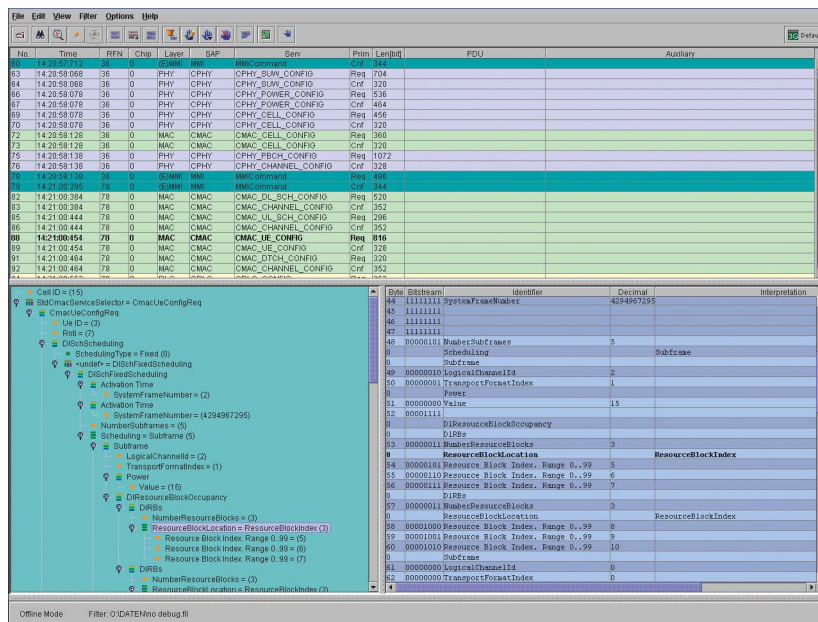 File Edit View Filter Options Help
Defau
No. Time RFN Chip Layer SAP Serv Prim Len[bit] PDU Auxiliary
60 14:20:57:712 36 0 (E)MMI MMI MMICommand Cnf 344
63 14:20:58:068 36 0 PHY CPHY CPHY_SUW_CONFIG Req 704
64 14:20:58:068 36 0 PHY CPHY CPHY_SUW_CONFIG Cnf 320
66 14:20:58:078 36 0 PHY CPHY CPHY_POWER_CONFIG Req 536
67 14:20:58:078 36 0 PHY CPHY CPHY_POWER_CONFIG Cnf 464
69 14:20:58:078 36 0 PHY CPHY CPHY_CELL_CONFIG Req 456
70 14:20:58:078 36 0 PHY CPHY CPHY_CELL_CONFIG Cnf 320
72 14:20:58:128 36 0 MAC CMAC CMAC_CELL_CONFIG Req 360
73 14:20:58:128 36 0 MAC CMAC CMAC_CELL_CONFIG Cnf 320
75 14:20:58:138 36 0 PHY CPHY CPHY_PBCH_CONFIG Req 1072
76 14:20:58:138 36 0 PHY CPHY CPHY_CHANNEL_CONFIG Cnf 328
78 14:20:59:138 36 0 (E)MMI MMI MMICommand Req 496
79 14:21:00:295 78 0 (E)MMI MMI MMICommand Cnf 344
82 14:21:00:384 78 0 MAC CMAC CMAC_DL_SCH_CONFIG Req 520
83 14:21:00:384 78 0 MAC CMAC CMAC_CHANNEL_CONFIG Cnf 352
85 14:21:00:444 78 0 MAC CMAC CMAC_UL_SCH_CONFIG Req 296
86 14:21:00:444 78 0 MAC CMAC CMAC_CHANNEL_CONFIG Cnf 352
88 14:21:00:454 78 0 MAC CMAC CMAC_UE_CONFIG Req 816
89 14:21:00:454 78 0 MAC CMAC CMAC_UE_CONFIG Cnf 328
91 14:21:00:464 78 0 MAC CMAC CMAC_DTCH_CONFIG Req 320
92 14:21:00:464 78 0 MAC CMAC CMAC_CHANNEL_CONFIG Cnf 352
Cell ID = (15)
StdCmacServiceSelector = CmacUeConfigReq
CmacUeConfigReq
Ue ID = (3)
Rnti = (7)
DlSchScheduling
SchedulingType = Fixed (0)
<undef> = DlSchFixedScheduling
DlSchFixedScheduling
Activation Time
SystemFrameNumber = (2)
Activation Time
SystemFrameNumber = (4294967295)
NumberSubframes = (5)
Scheduling = Subframe (5)
Subframe
LogicalChannelId = (2)
TransportFormatIndex = (1)
Power
Value = (15)
DlResourceBlockOccupancy
DlRBs
NumberResourceBlocks = (3)
ResourceBlockLocation = ResourceBlockIndex (3)
Resource Block Index. Range 0..99 = (5)
Resource Block Index. Range 0..99 = (6)
Resource Block Index. Range 0..99 = (7)
DlRBs
NumberResourceBlocks = (3)
ResourceBlockLocation = ResourceBlockIndex (3)
Byte Bitstream Identifier Decimal Interpretation
44 11111111 SystemFrameNumber 4294967295
45 11111111
46 11111111
47 11111111
48 00000101 NumberSubframes 5
0 Scheduling Subframe
0 Subframe
49 00000010 LogicalChannelId 2
50 00000001 TransportFormatIndex 1
0 Power
51 00000000 Value 15
52 00001111
0 DlResourceBlockOccupancy
0 DlRBs
53 00000011 NumberResourceBlocks 3
0 ResourceBlockLocation ResourceBlockIndex
54 00000101 Resource Block Index. Range 0..99 5
55 00000110 Resource Block Index. Range 0..99 6
56 00000111 Resource Block Index. Range 0..99 7
0 DlRBs
57 00000011 NumberResourceBlocks 3
0 ResourceBlockLocation ResourceBlockIndex
58 00001000 Resource Block Index. Range 0..99 8
59 00001001 Resource Block Index. Range 0..99 9
60 00001010 Resource Block Index. Range 0..99 10
0 Subframe
61 00000000 LogicalChannelId 0
62 00000000 TransportFormatIndex 0
Offline Mode Filter: O:\DATEN\no debug.fil